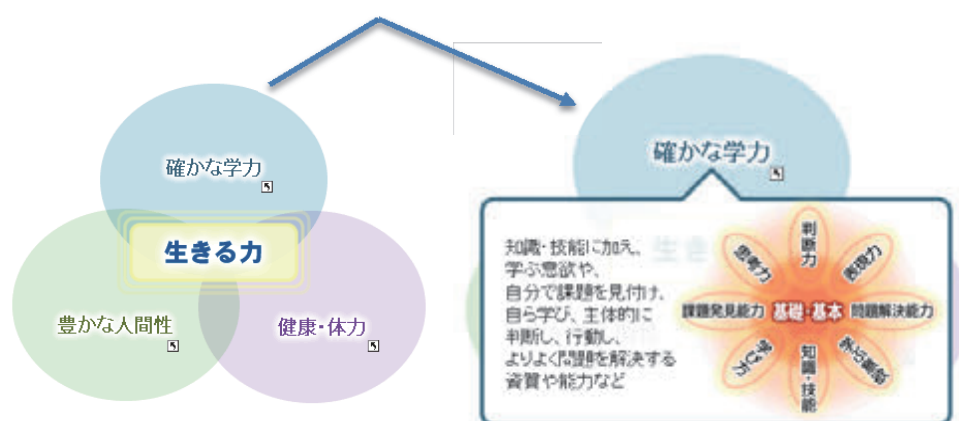 確かな学力
生きる力
豊かな人間性
健康・体力
確かな学力
知識・技能に加え、
学ぶ意欲や、
自分で課題を見付け、
自ら学び、主体的に
判断し、行動し、
よりよく問題を解決する
資質や能力など
判断力
思考力
表現力
課題発見能力
基礎・基本
問題解決能力
学び方
知識・技能
学ぶ意欲